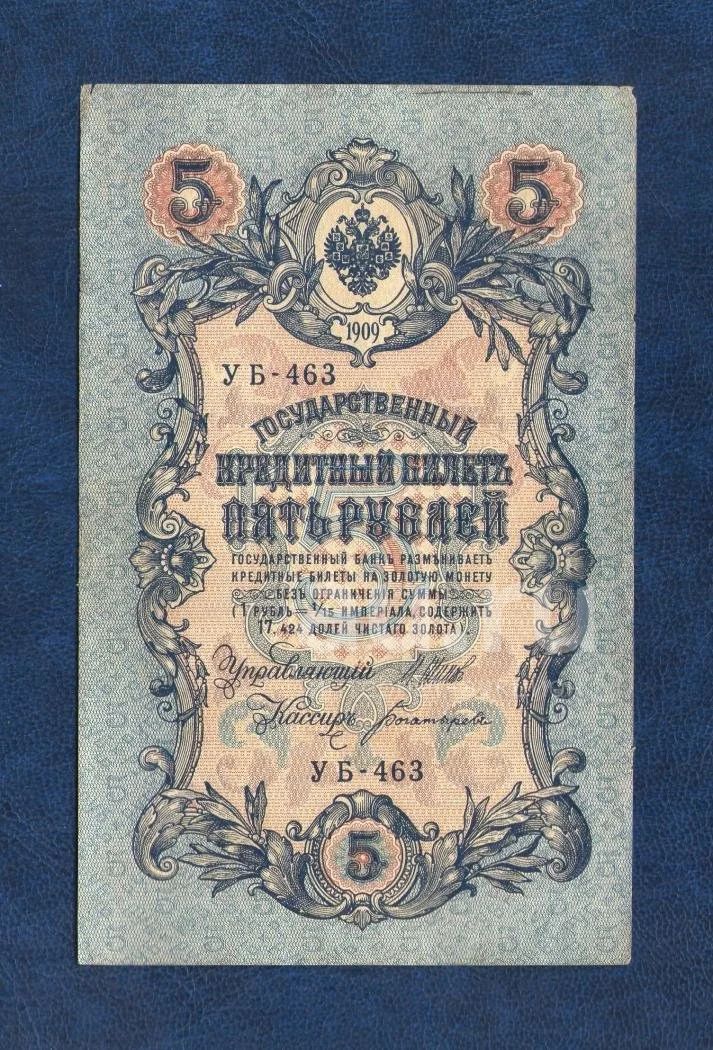 5 5
1909
УБ-463
ГОСУДАРСТВЕННЫЙ
КРЕДИТНЫЙ БИЛЕТЪ
ПЯТЬ РУБЛЕЙ
ГОСУДАРСТВЕННЫЙ БАНКЪ РАЗМѢНИВАЕТЪ
КРЕДИТНЫЕ БИЛЕТЫ НА ЗОЛОТУЮ МОНЕТУ
БЕЗЪ ОГРАНИЧЕНІЯ СУММЫ
(1 РУБЛЬ = 1/15 ИМПЕРІАЛА, СОДЕРЖИТЪ
17,424 ДОЛЕЙ ЧИСТАГО ЗОЛОТА).
Управляющій
Кассиръ Богатыревъ
УБ-463
5